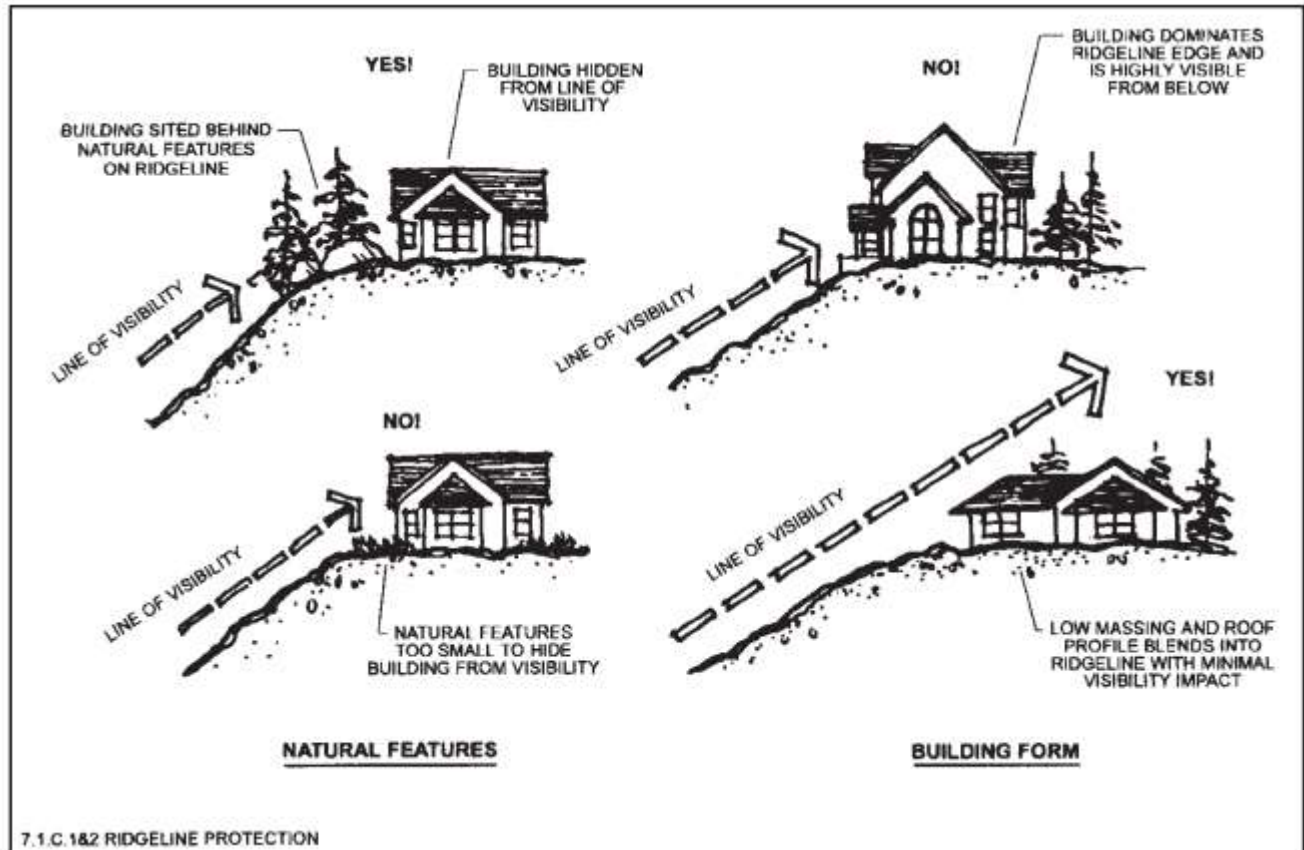 YES!
BUILDING HIDDEN
FROM LINE OF
VISIBILITY
BUILDING SITED BEHIND
NATURAL FEATURES
ON RIDGELINE
LINE OF VISIBILITY
NO!
BUILDING DOMINATES
RIDGELINE EDGE AND
IS HIGHLY VISIBLE
FROM BELOW
LINE OF VISIBILITY
NO!
LINE OF VISIBILITY
NATURAL FEATURES
TOO SMALL TO HIDE
BUILDING FROM VISIBILITY
YES!
LINE OF VISIBILITY
LOW MASSING AND ROOF
PROFILE BLENDS INTO
RIDGELINE WITH MINIMAL
VISIBILITY IMPACT
NATURAL FEATURES
BUILDING FORM
7.1.C.1&2 RIDGELINE PROTECTION